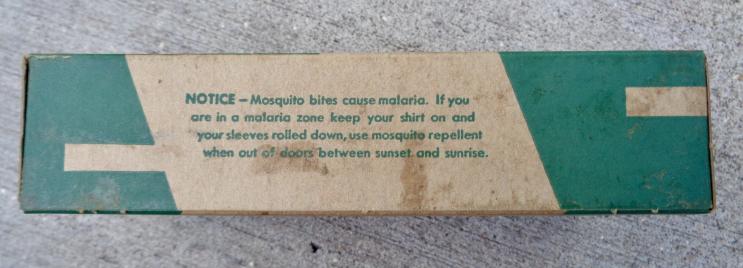 NOTICE — Mosquito bites cause malaria. If you
are in a malaria zone keep your shirt on and
your sleeves rolled down, use mosquito repellent
when out of doors between sunset and sunrise.